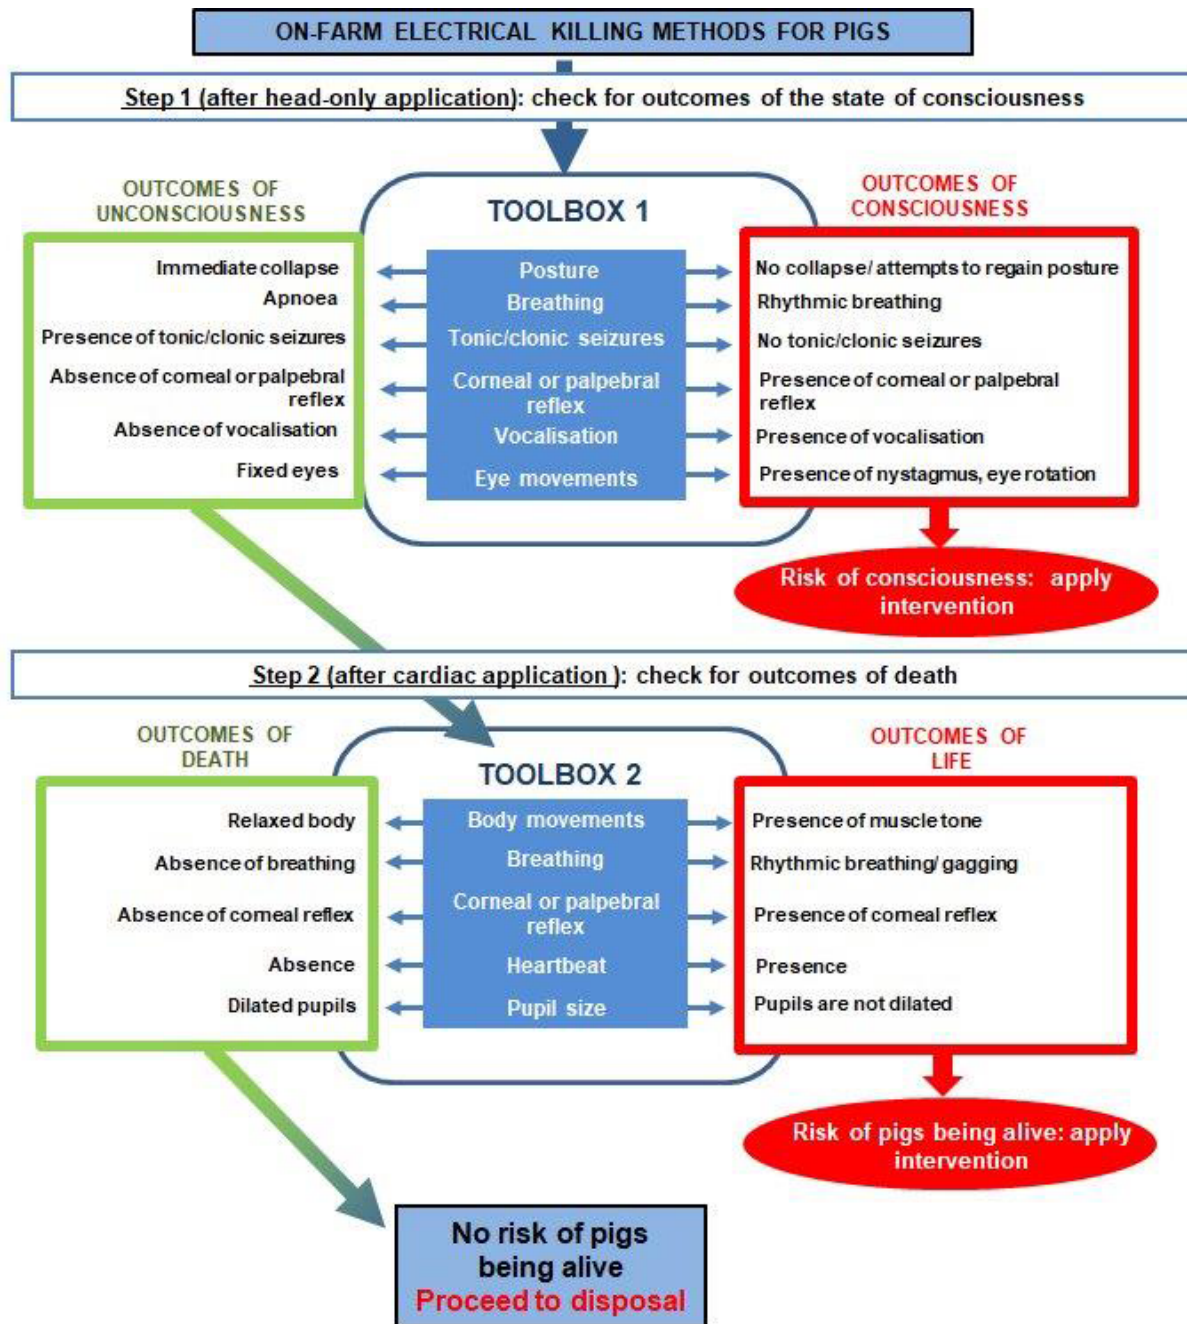 ON-FARM ELECTRICAL KILLING METHODS FOR PIGS
Step 1 (after head-only application): check for outcomes of the state of consciousness
OUTCOMES OF
UNCONSCIOUSNESS
TOOLBOX 1
OUTCOMES OF
CONSCIOUSNESS
Immediate collapse
Posture
No collapse/ attempts to regain posture
Apnoea
Breathing
Rhythmic breathing
Presence of tonic/clonic seizures
Tonic/clonic seizures
No tonic/clonic seizures
Absence of corneal or palpebral
reflex
Corneal or palpebral
reflex
Presence of corneal or palpebral
reflex
Absence of vocalisation
Vocalisation
Presence of vocalisation
Fixed eyes
Eye movements
Presence of nystagmus, eye rotation
Risk of consciousness: apply
intervention
Step 2 (after cardiac application ): check for outcomes of death
OUTCOMES OF
DEATH
TOOLBOX 2
OUTCOMES OF
LIFE
Relaxed body
Body movements
Presence of muscle tone
Absence of breathing
Breathing
Rhythmic breathing/ gagging
Absence of corneal reflex
Corneal or palpebral
reflex
Presence of corneal reflex
Absence
Heartbeat
Presence
Dilated pupils
Pupil size
Pupils are not dilated
Risk of pigs being alive: apply
intervention
No risk of pigs
being alive
Proceed to disposal